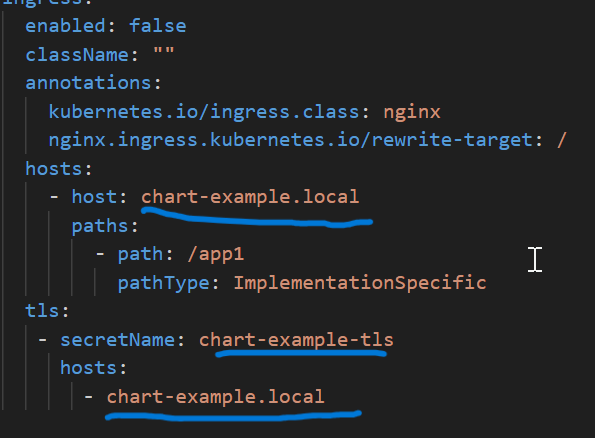 ingress:
enabled: false
className: ""
annotations:
kubernetes.io/ingress.class: nginx
nginx.ingress.kubernetes.io/rewrite-target: /
hosts:
- host: chart-example.local
paths:
- path: /app1
pathType: ImplementationSpecific
tls:
- secretName: chart-example-tls
hosts:
- chart-example.local